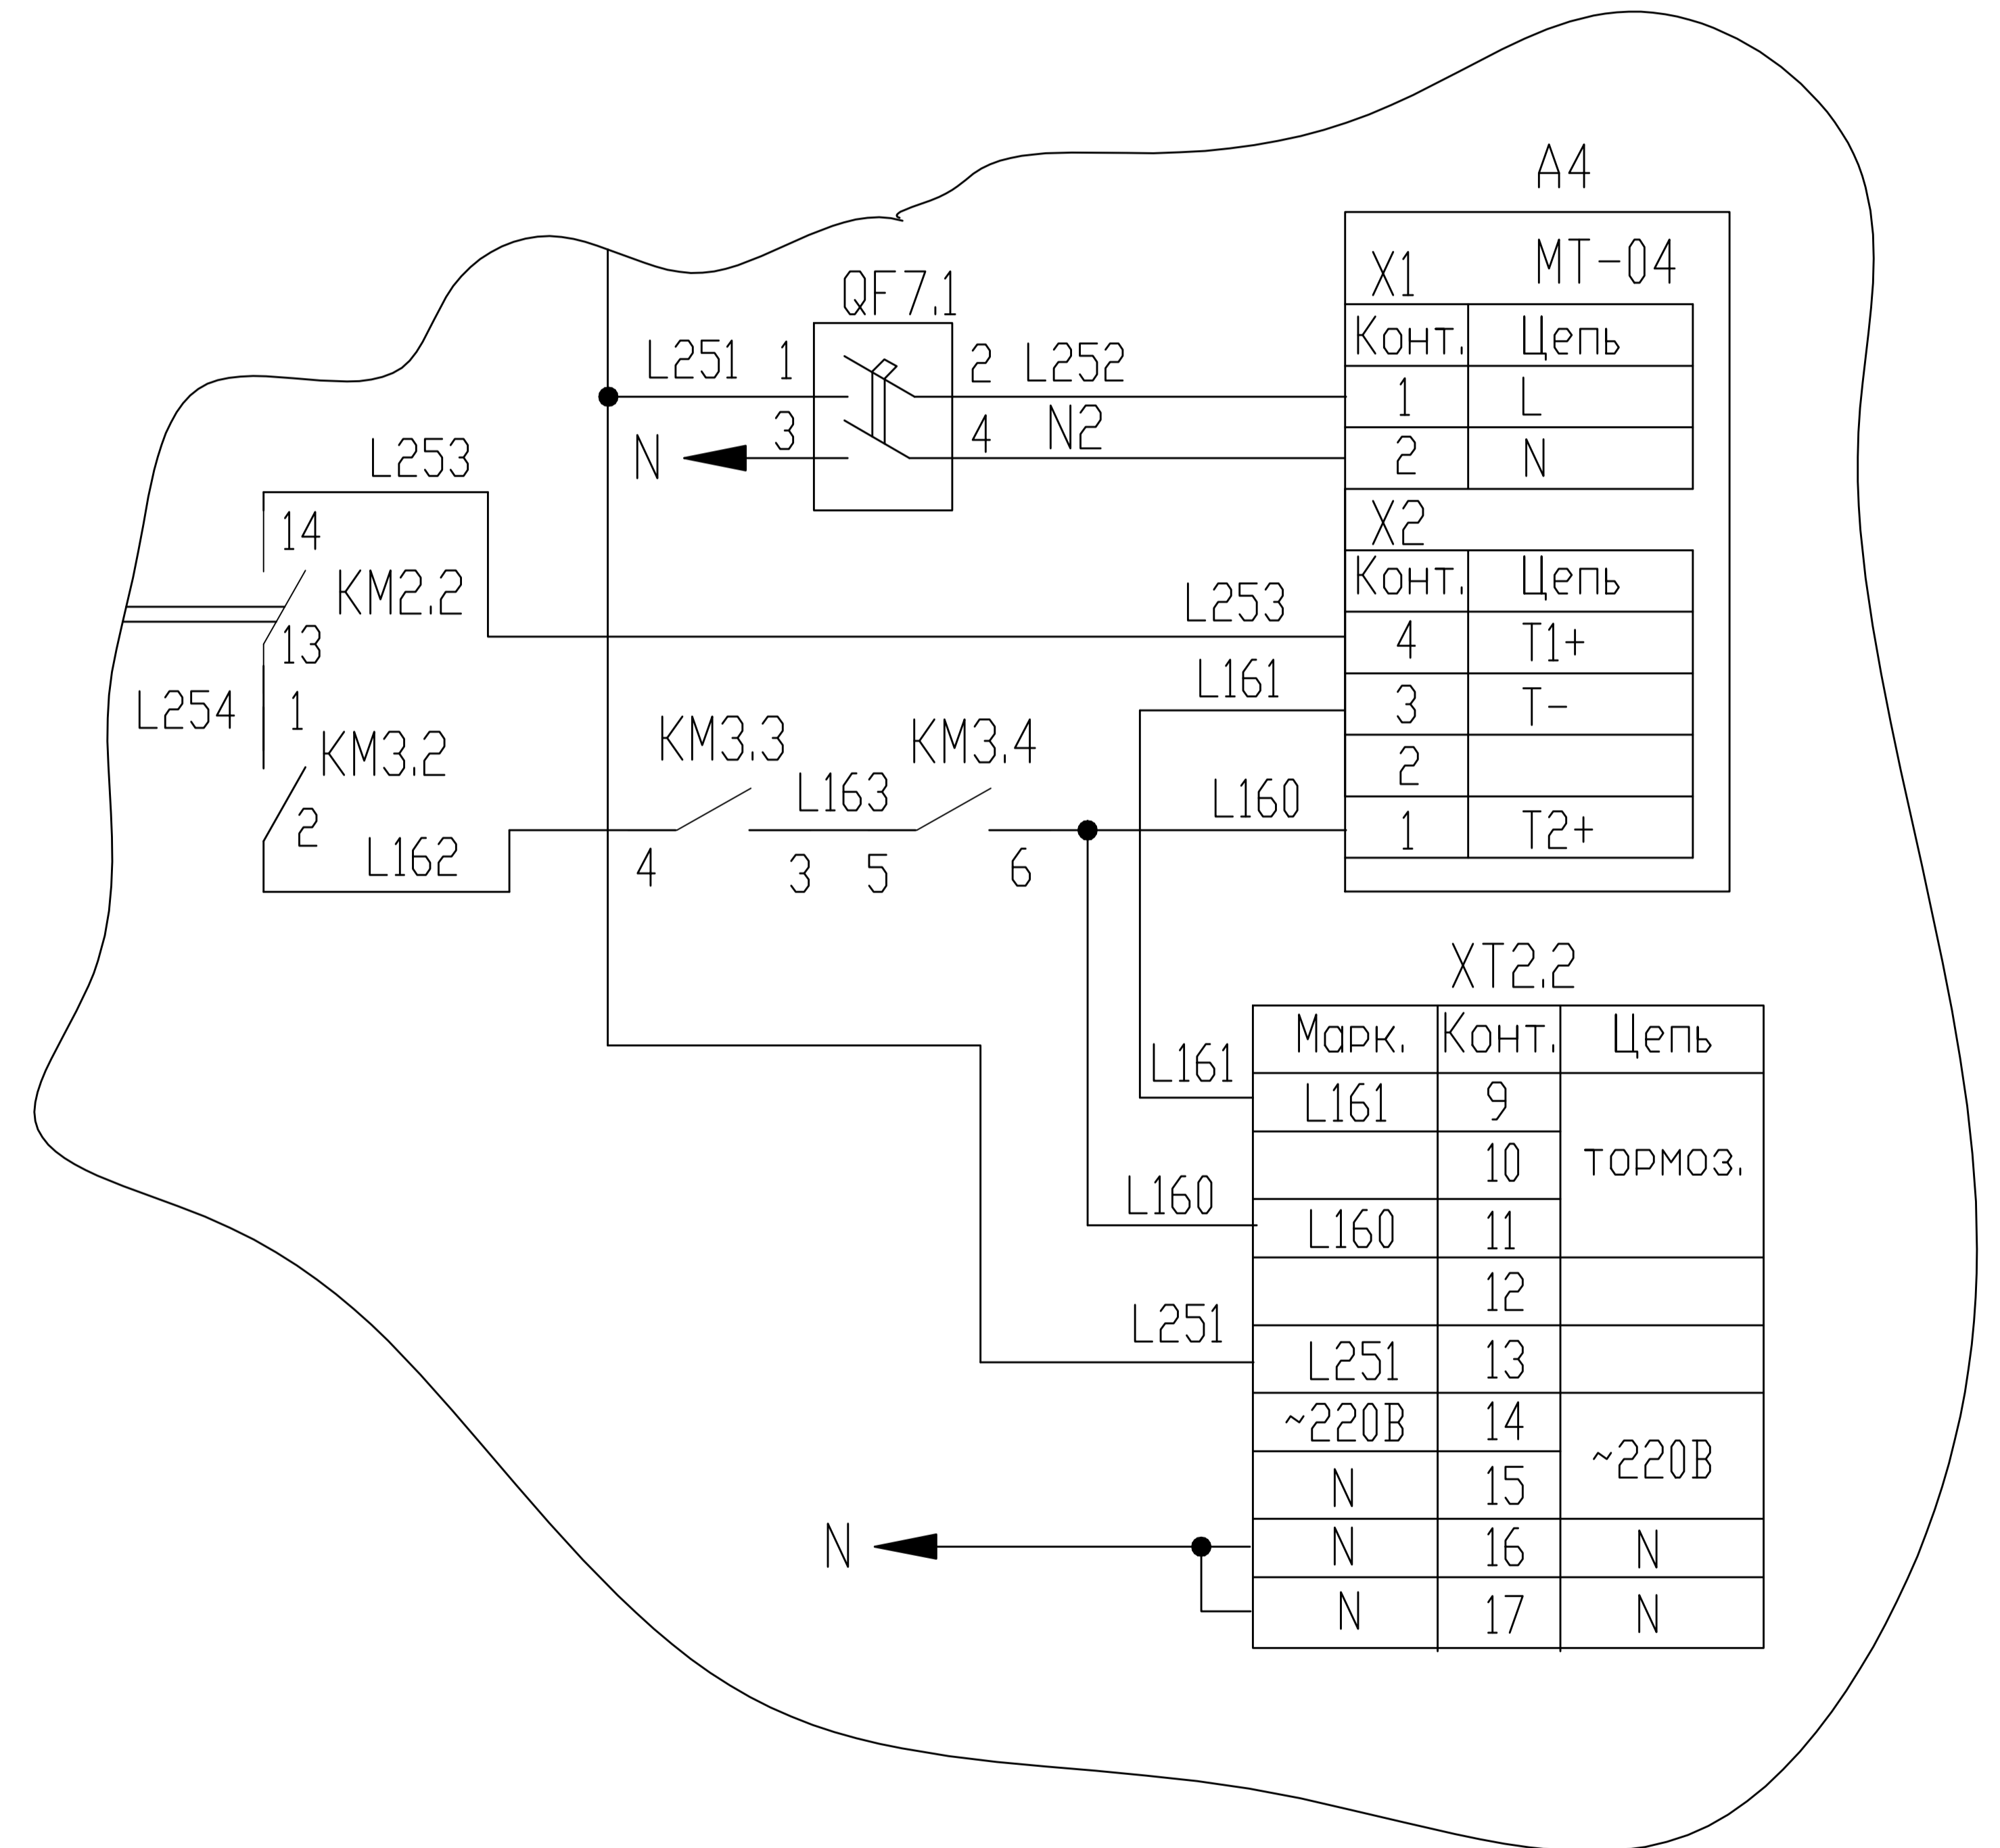 A4
X1 МТ-04
QF7.1
Конт. Цепь
L251 1 2 L252
1 L
3 4 N2
N
L253
2 N
X2
14
Конт. Цепь
KM2.2
L253
13
4 T1+
L161
L254 1
3 T-
KM3.2 KM3.3 KM3.4
L163
2
L160
2
1 T2+
L162
4 3 5 6
XT2.2
Марк. Конт. Цепь
L161
L161 9
10 тормоз.
L160
L160 11
12
L251
L251 13
~220В 14
~220В
N 15
N
N 16 N
N 17 N